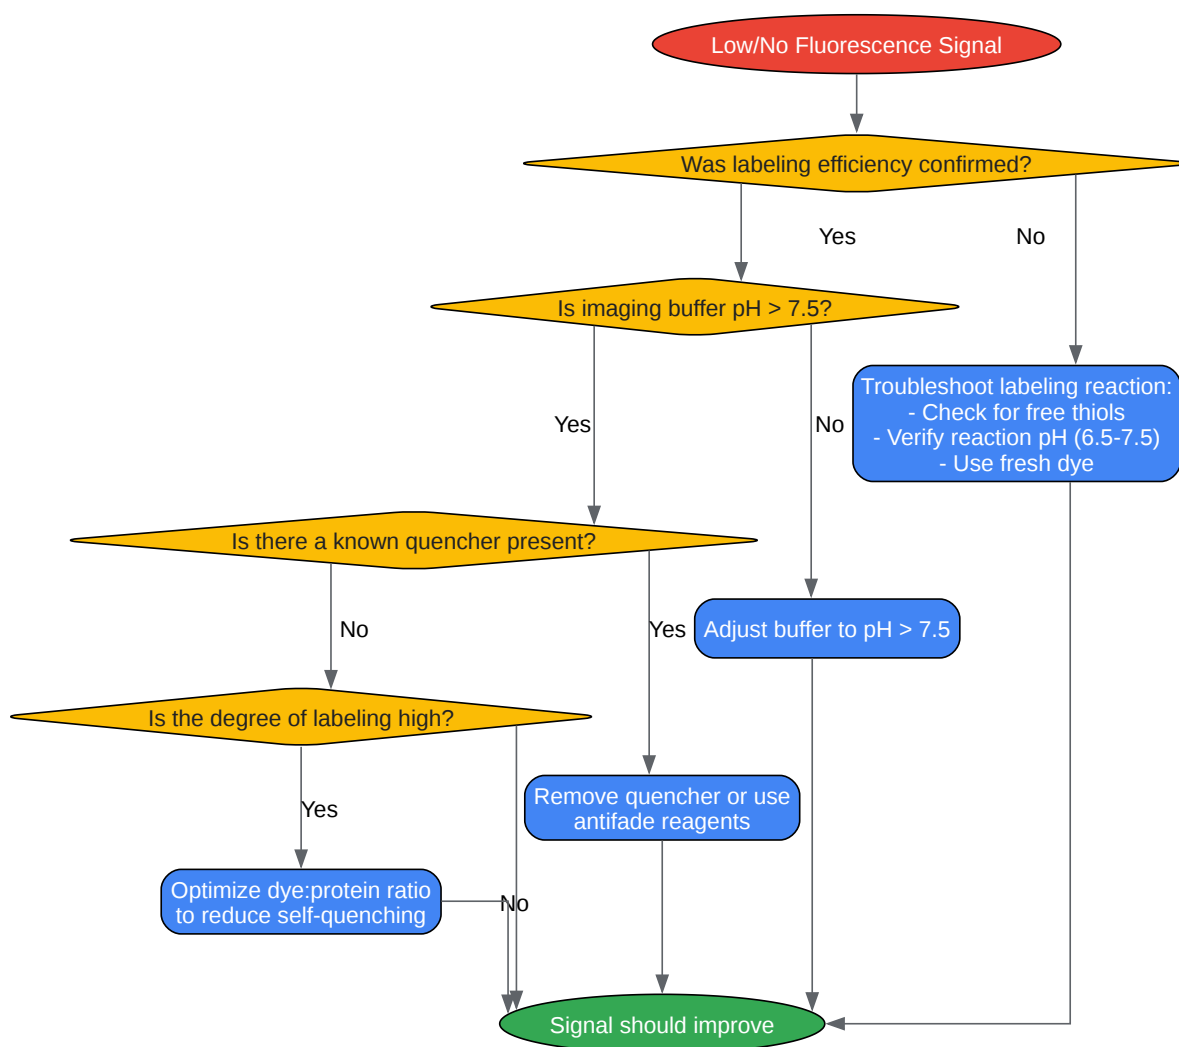 Low/No Fluorescence Signal
Was labeling efficiency confirmed?
Yes
No
Is imaging buffer pH > 7.5?
Troubleshoot labeling reaction:
- Check for free thiols
- Verify reaction pH (6.5-7.5)
- Use fresh dye
Yes
No
Is there a known quencher present?
No
Yes
Adjust buffer to pH > 7.5
Is the degree of labeling high?
Yes
Remove quencher or use
antifade reagents
Optimize dye:protein ratio
to reduce self-quenching
No
Signal should improve